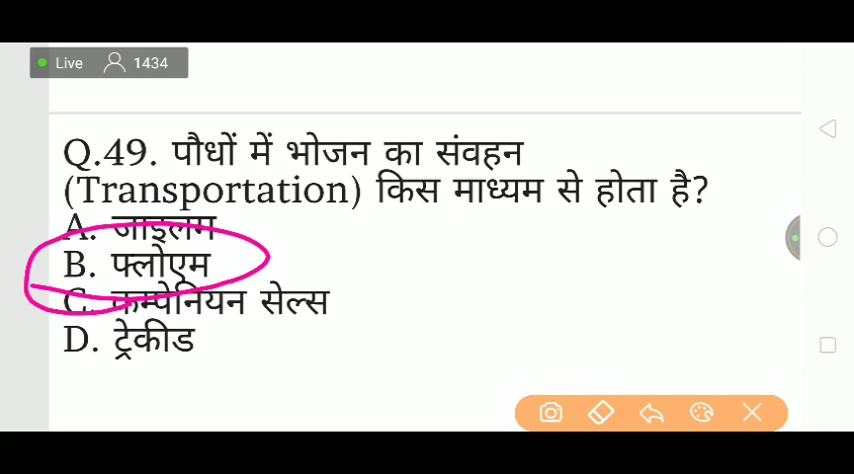 Live 1434
Q.49. पौधों में भोजन का संवहन
(Transportation) किस माध्यम से होता है?
A. जाइलम
B. फ्लोएम
C. कम्पेनियन सेल्स
D. ट्रेकीड